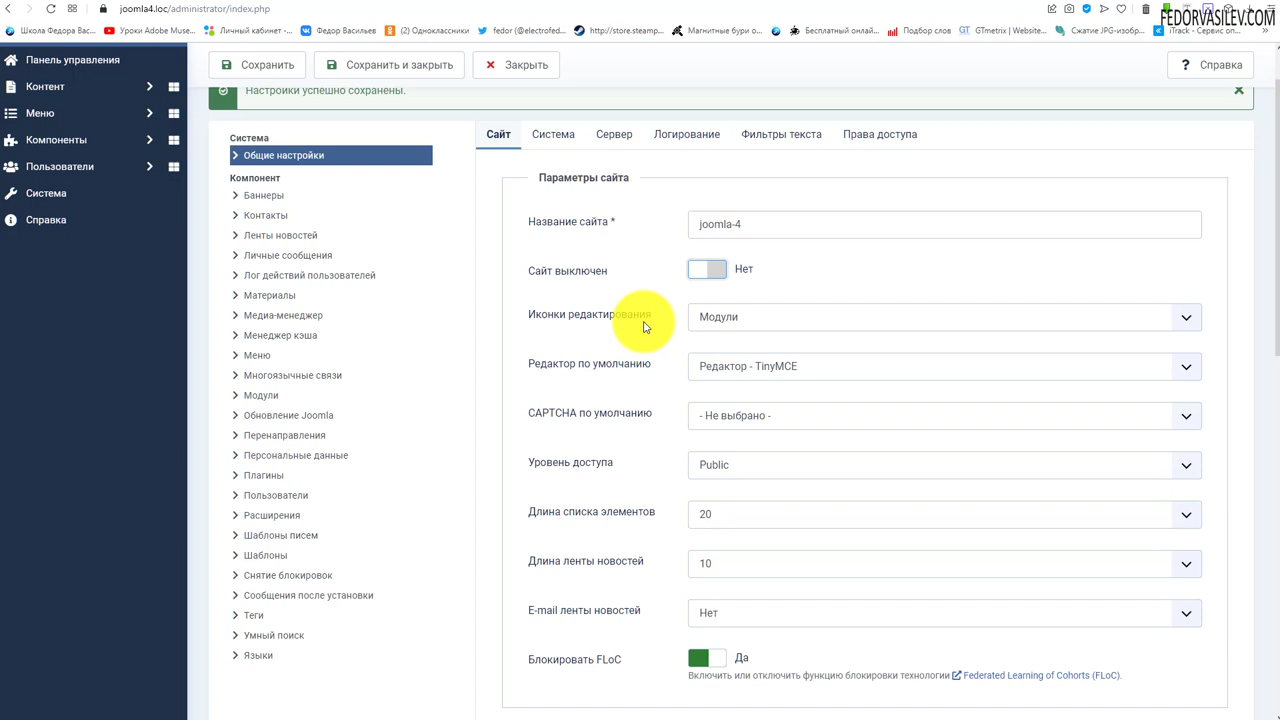 joomla4.loc/administrator/index.php
FEDORVASILEV.COM
Школа Федора Вас...
Уроки Adobe Muse...
Личный кабинет -...
Федор Васильев
(2) Одноклассники
fedor (@electrofed...
http://store.steamp...
Магнитные бури о...
Бесплатный онлай...
Подбор слов
GTmetrix | Website...
Сжатие JPG-изобр...
iTrack - Сервис оп...
Панель управления
Контент
Меню
Компоненты
Пользователи
Система
Справка
Сохранить
Сохранить и закрыть
Закрыть
Справка
Настройки успешно сохранены.
Система
Общие настройки
Компонент
Баннеры
Контакты
Ленты новостей
Личные сообщения
Лог действий пользователей
Материалы
Медиа-менеджер
Менеджер кэша
Меню
Многоязычные связи
Модули
Обновление Joomla
Перенаправления
Персональные данные
Плагины
Пользователи
Расширения
Шаблоны писем
Шаблоны
Снятие блокировок
Сообщения после установки
Теги
Умный поиск
Языки
Сайт
Система
Сервер
Логирование
Фильтры текста
Права доступа
Параметры сайта
Название сайта *
joomla-4
Сайт выключен
Нет
Иконки редактирования
Модули
Редактор по умолчанию
Редактор - TinyMCE
CAPTCHA по умолчанию
- Не выбрано -
Уровень доступа
Public
Длина списка элементов
20
Длина ленты новостей
10
E-mail ленты новостей
Нет
Блокировать FLoC
Да
Включить или отключить функцию блокировки технологии Federated Learning of Cohorts (FLoC).